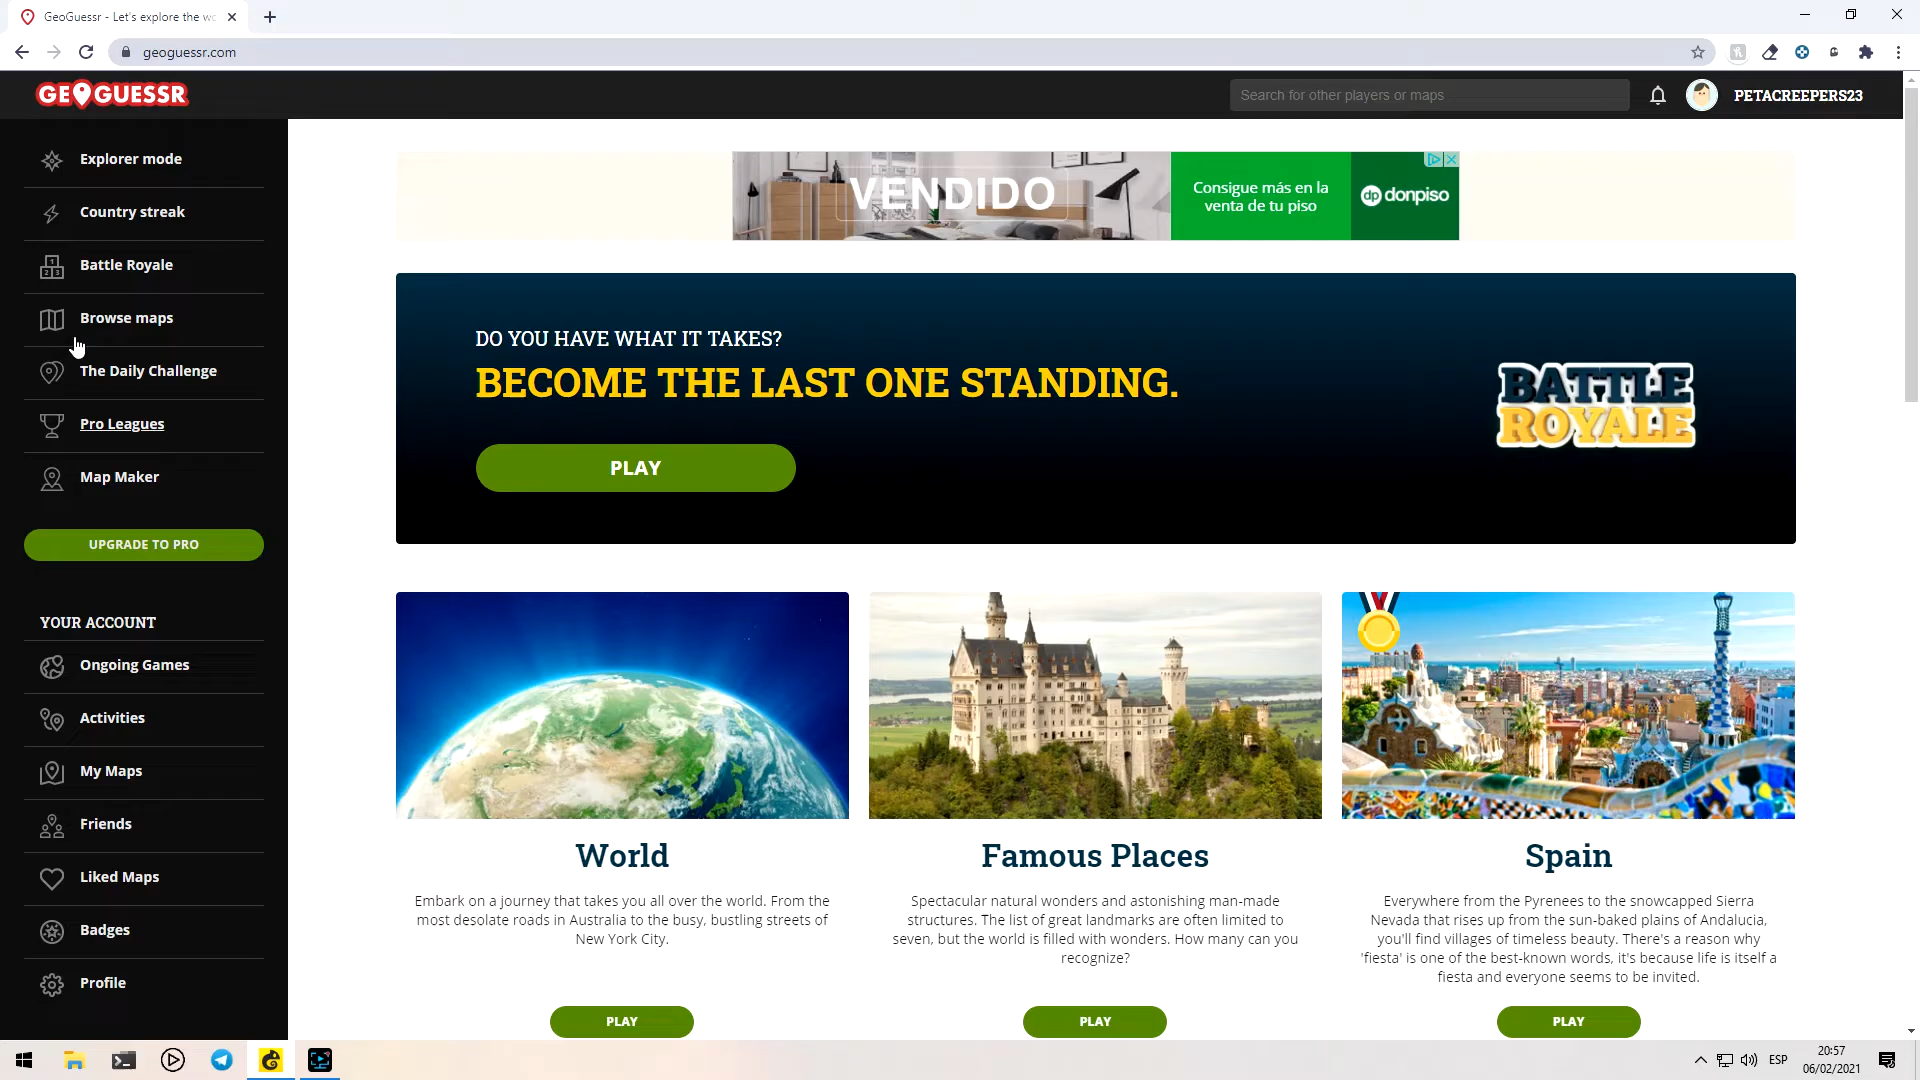 GeoGuessr - Let's explore the wo
geoguessr.com
GEOGUESSR
Search for other players or maps
PETACREEPERS23
Explorer mode
Country streak
Battle Royale
Browse maps
The Daily Challenge
Pro Leagues
Map Maker
UPGRADE TO PRO
YOUR ACCOUNT
Ongoing Games
Activities
My Maps
Friends
Liked Maps
Badges
Profile
VENDIDO
Consigue más en la
venta de tu piso
dp donpiso
DO YOU HAVE WHAT IT TAKES?
BECOME THE LAST ONE STANDING.
PLAY
BATTLE
ROYALE
World
Embark on a journey that takes you all over the world. From the
most desolate roads in Australia to the busy, bustling streets of
New York City.
PLAY
Famous Places
Spectacular natural wonders and astonishing man-made
structures. The list of great landmarks are often limited to
seven, but the world is filled with wonders. How many can you
recognize?
PLAY
Spain
Everywhere from the Pyrenees to the snowcapped Sierra
Nevada that rises up from the sun-baked plains of Andalucia,
you'll find villages of timeless beauty. There's a reason why
'fiesta' is one of the best-known words, it's because life is itself a
fiesta and everyone seems to be invited.
PLAY
ESP
20:57
06/02/2021